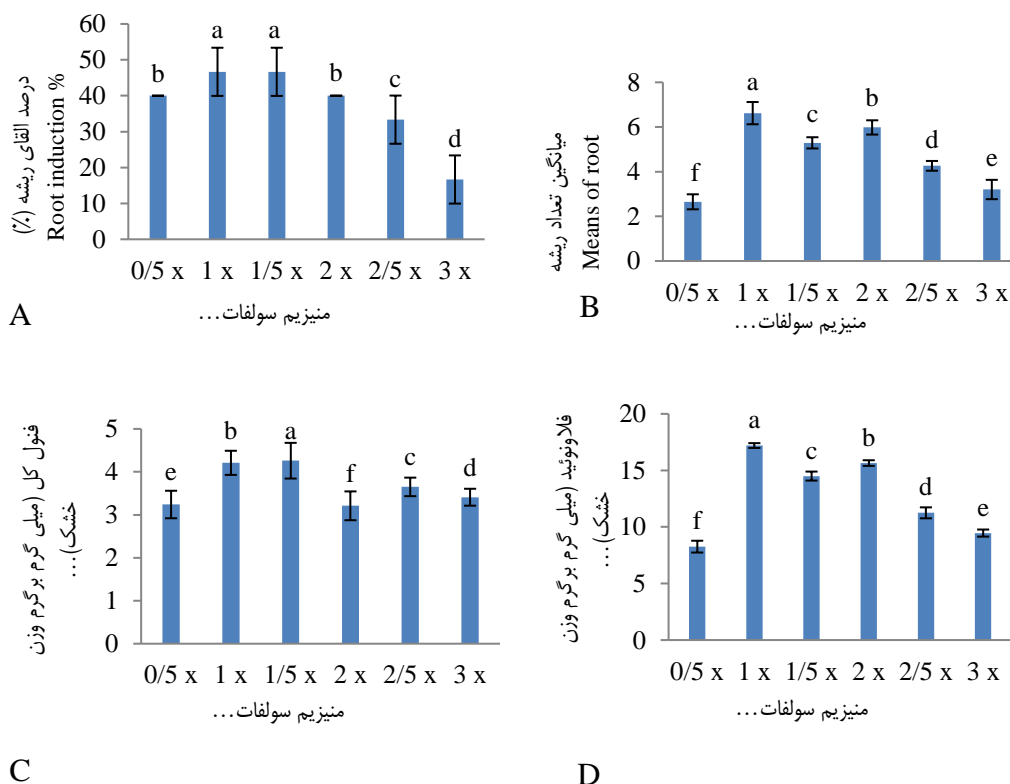 درصد القای ریشه (٪)
Root induction %
60
50
40
30
20
10
0
b
a
a
b
c
d
0/5 x 1 x 1/5 x 2 x 2/5 x 3 x
منیزیم سولفات...
A
میانگین تعداد ریشه
Means of root
8
6
4
2
0
f
a
c
b
d
e
0/5 x 1 x 1/5 x 2 x 2/5 x 3 x
منیزیم سولفات...
B
فنول کل (میلی گرم برگرم وزن
خشک)...
5
4
3
2
1
0
e
b
a
f
c
d
0/5 x 1 x 1/5 x 2 x 2/5 x 3 x
منیزیم سولفات...
C
فلاونوئید (میلی گرم برگرم وزن
خشک)...
20
15
10
5
0
f
a
c
b
d
e
0/5 x 1 x 1/5 x 2 x 2/5 x 3 x
منیزیم سولفات...
D